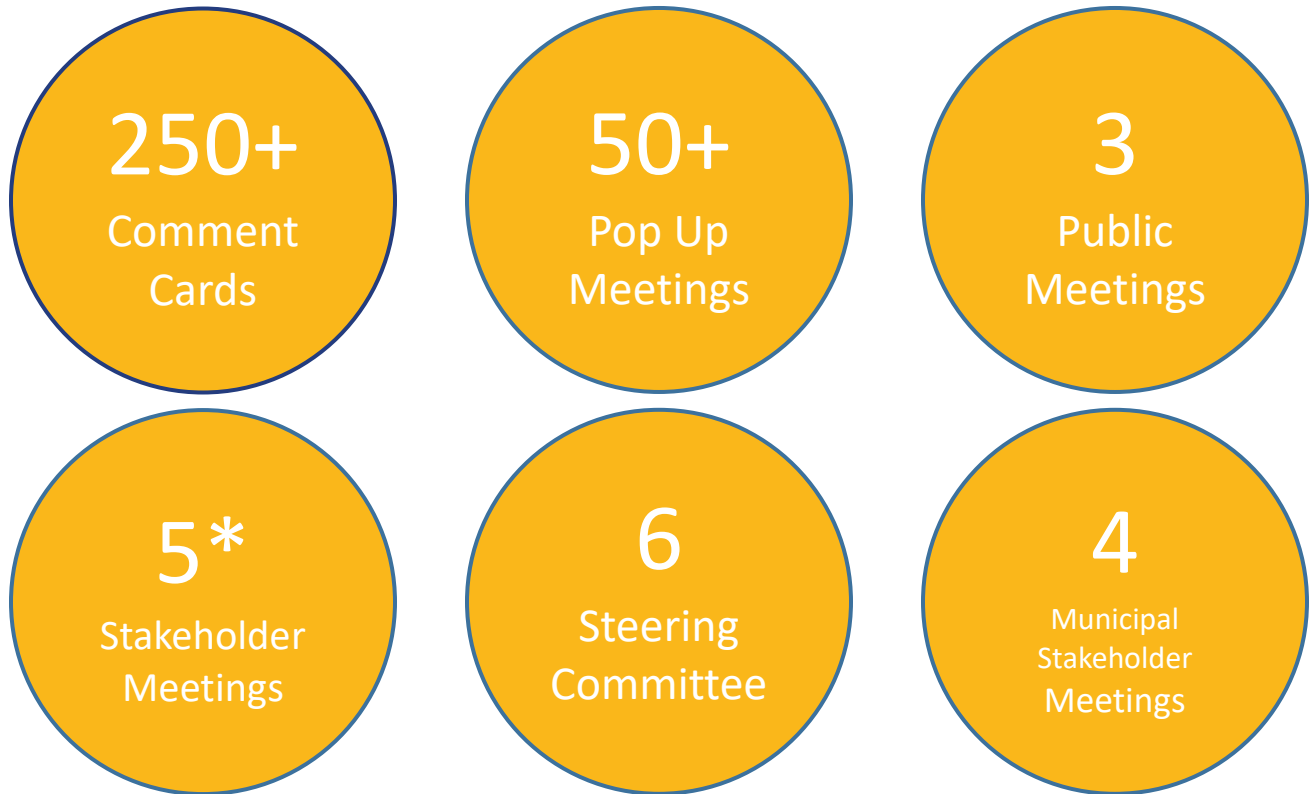 250+
Comment
Cards
50+
Pop Up
Meetings
3
Public
Meetings
5*
Stakeholder
Meetings
6
Steering
Committee
4
Municipal
Stakeholder
Meetings